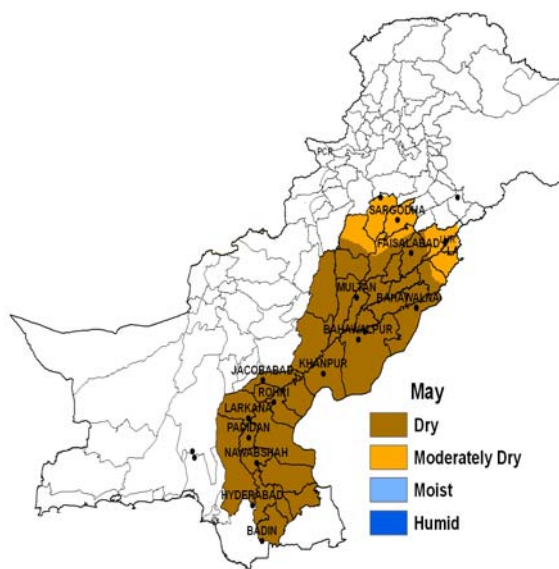 PCR
SARGODHA
FAISALABAD
MULTAN
BAHAWALNA
BAHAWALPUR
KHANPUR
JACOBABAD
ROHRI
LARKANA
PADIDAN
NAWABSHAH
HYDERABAD
BADIN
May
Dry
Moderately Dry
Moist
Humid